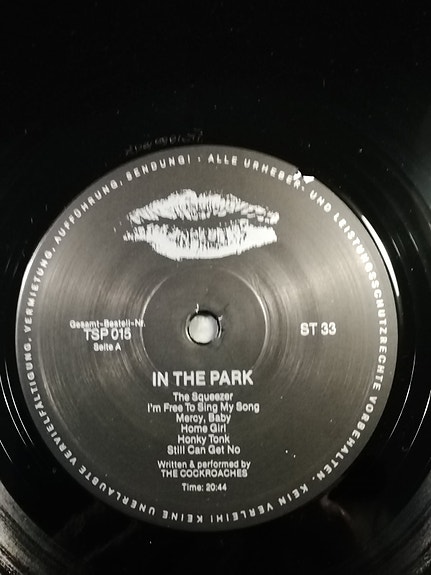 ALLE URHEBER- UND LEISTUNGSSCHUTZRECHTE VORBEHALTEN. KEIN VERLEIH! KEINE UNERLAUBTE VERVIELFÄLTIGUNG, VERMIETUNG, AUFFÜHRUNG, SENDUNG! ·
Gesamt-Bestell-Nr.
TSP 015
Seite A
ST 33
IN THE PARK
The Squeezer
I'm Free To Sing My Song
Mercy, Baby
Home Girl
Honky Tonk
Still Can Get No
Written & performed by
THE COCKROACHES
Time: 20:44